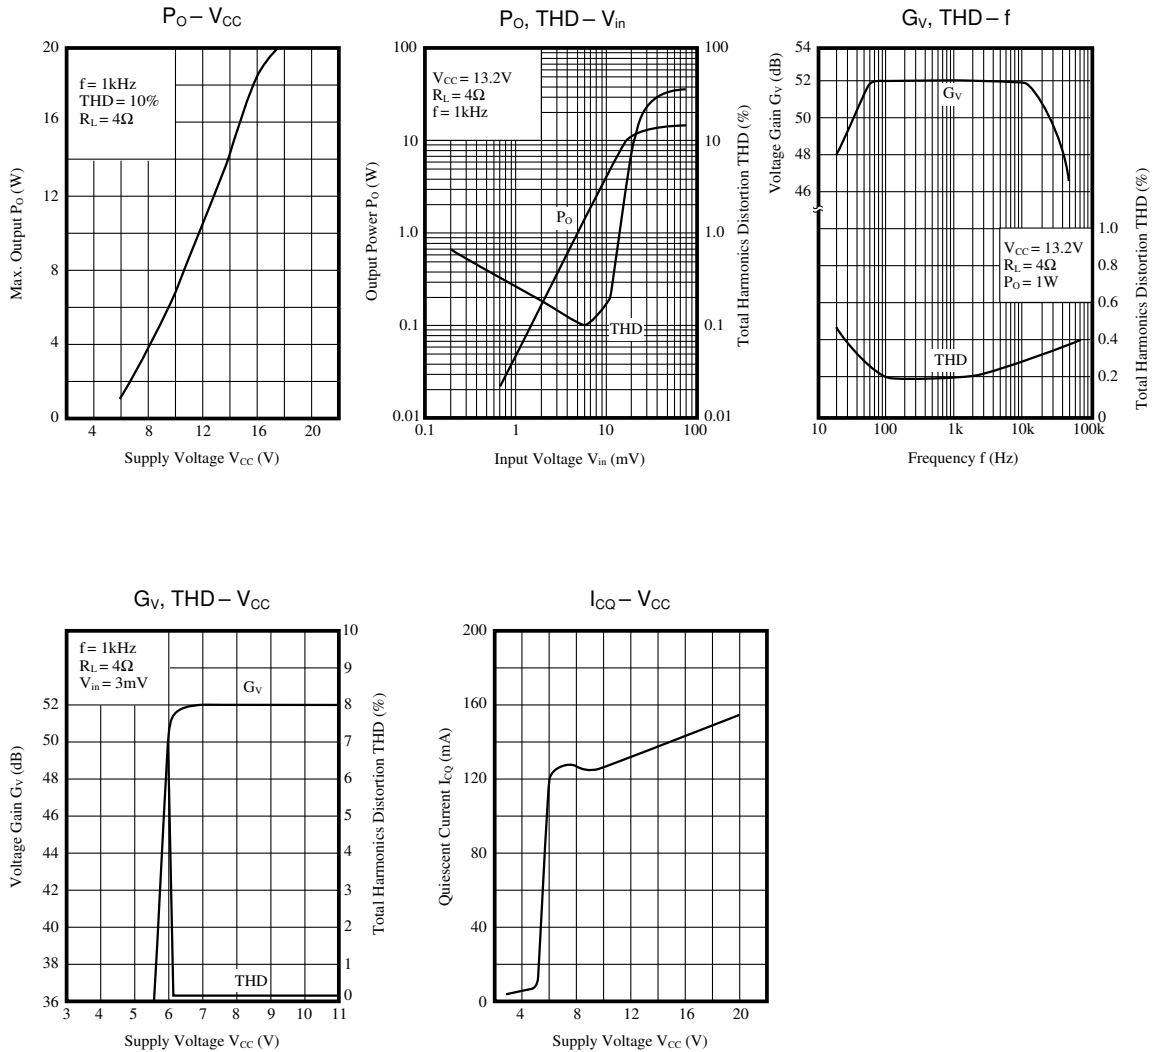 P_O – V_CC
20
16
12
8
4
0
f = 1kHz
THD = 10%
R_L = 4Ω
Max. Output P_O (W)
4 8 12 16 20
Supply Voltage V_CC (V)
P_O, THD – V_in
100
10
1.0
0.1
0.01
V_CC = 13.2V
R_L = 4Ω
f = 1kHz
P_O
THD
Output Power P_O (W)
100
10
1.0
0.1
0.01
Total Harmonics Distortion THD (%)
0.1 1 10 100
Input Voltage V_in (mV)
G_V, THD – f
54
52
50
48
46
Voltage Gain G_V (dB)
G_V
V_CC = 13.2V
R_L = 4Ω
P_O = 1W
THD
1.0
0.8
0.6
0.4
0.2
0
Total Harmonics Distortion THD (%)
10 100 1k 10k 100k
Frequency f (Hz)
G_V, THD – V_CC
f = 1kHz
R_L = 4Ω
V_in = 3mV
G_V
THD
52
50
48
46
44
42
40
38
36
Voltage Gain G_V (dB)
10
9
8
7
6
5
4
3
2
1
0
Total Harmonics Distortion THD (%)
3 4 5 6 7 8 9 10 11
Supply Voltage V_CC (V)
I_CQ – V_CC
200
160
120
80
40
0
Quiescent Current I_CQ (mA)
4 8 12 16 20
Supply Voltage V_CC (V)